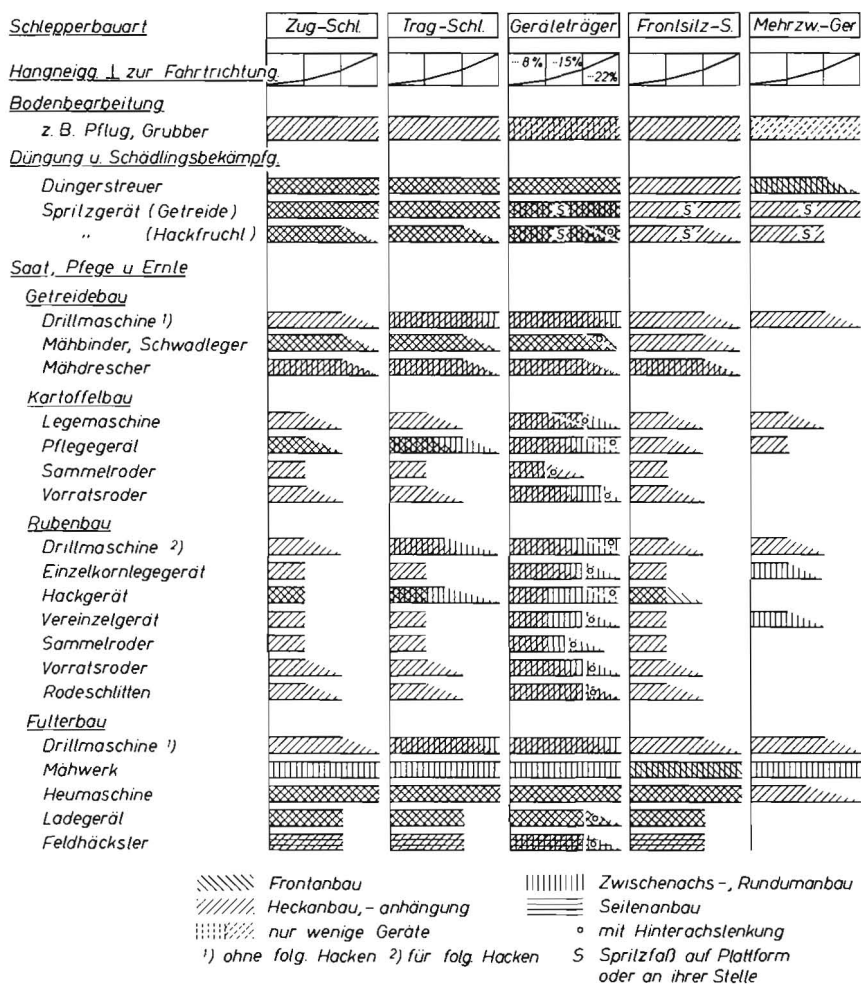 Schlepperbauart Zug-Schl. Trag-Schl. Geräteträger Frontsitz-S. Mehrzw.-Ger
Hangneigg. ⊥ zur Fahrtrichtung -8% -15% -22%
Bodenbearbeitung
z. B. Pflug, Grubber
Düngung u. Schädlingsbekämpfg.
Düngerstreuer
Spritzgerät (Getreide) S S S
,, (Hackfrucht) S S S
Saat, Pfege u Ernte
Getreidebau
Drillmaschine ¹)
Mähbinder, Schwadleger
Mähdrescher
Kartoffelbau
Legemaschine
Pflegegerät
Sammelroder
Vorratsroder
Rubenbau
Drillmaschine ²)
Einzelkornlegegerät
Hackgerät
Vereinzelgerät
Sammelroder
Vorratsroder
Rodeschlitten
Futterbau
Drillmaschine ¹)
Mähwerk
Heumaschine
Ladegerät
Feldhäcksler
Frontanbau Zwischenachs-, Rundumanbau
Heckanbau,-anhängung Seitenanbau
nur wenige Geräte ∘ mit Hinterachslenkung
¹) ohne folg. Hacken ²) für folg. Hacken S Spritzfaß auf Plattform
oder an ihrer Stelle